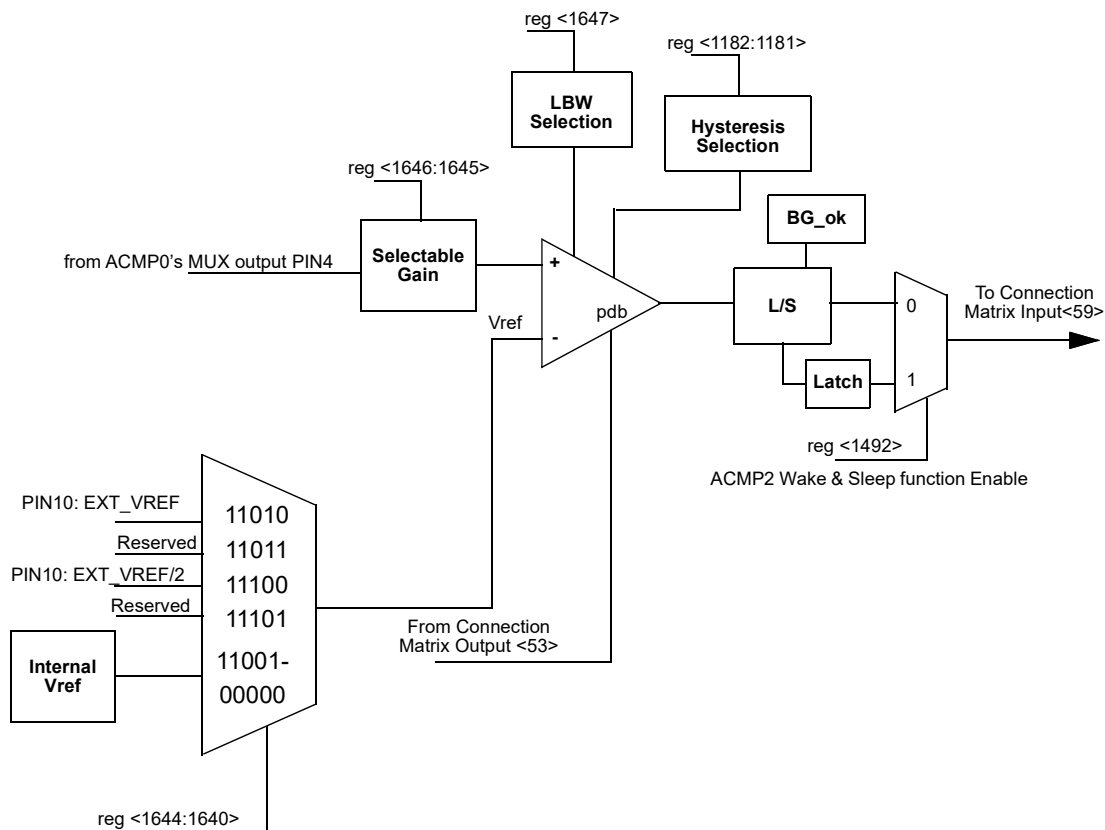 reg <1647>
reg <1182:1181>
LBW
Selection
Hysteresis
Selection
reg <1646:1645>
BG_ok
from ACMP0's MUX output PIN4
Selectable
Gain
+
L/S
To Connection
Matrix Input<59>
0
pdb
Vref
-
Latch
1
reg <1492>
ACMP2 Wake & Sleep function Enable
PIN10: EXT_VREF
11010
Reserved
11011
PIN10: EXT_VREF/2
11100
Reserved
11101
From Connection
Matrix Output <53>
Internal
Vref
11001-
00000
reg <1644:1640>